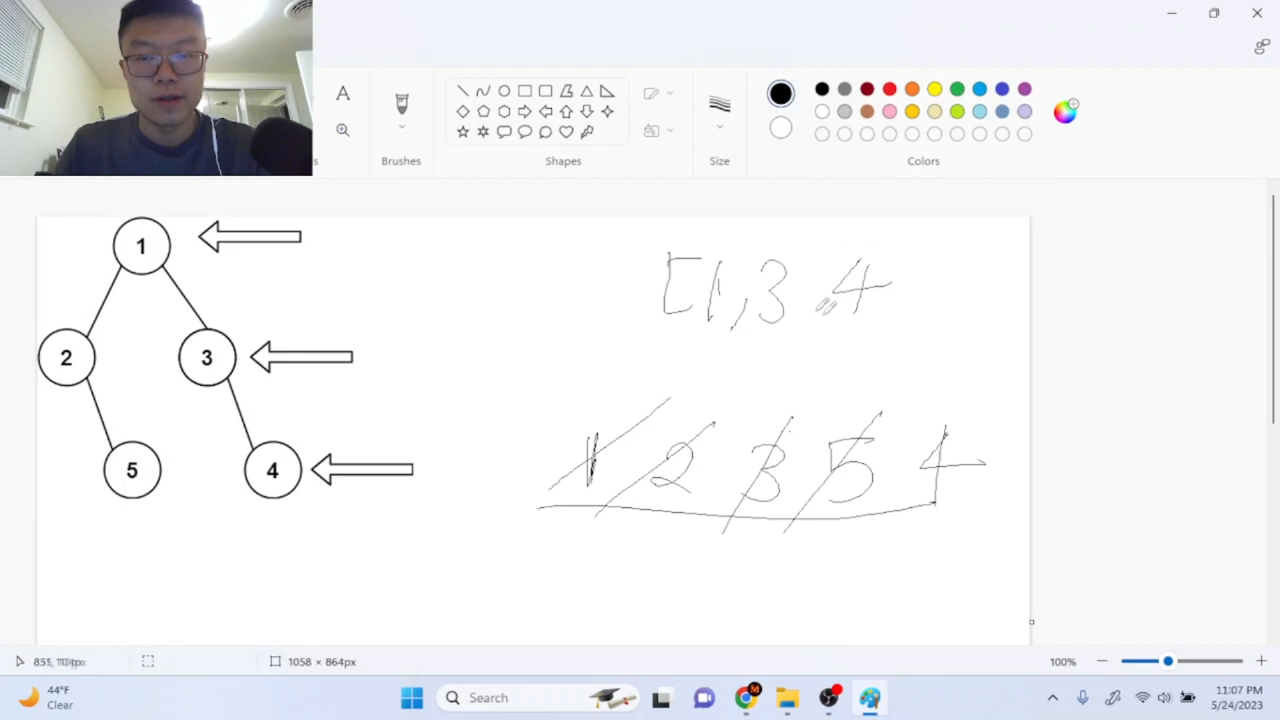 A
Brushes
Shapes
Size
Colors
1
2
3
5
4
[1,3 4
1 2 3 5 4
1058 × 864px
100%
44°F
Clear
Search
M
11:07 PM
5/24/2023